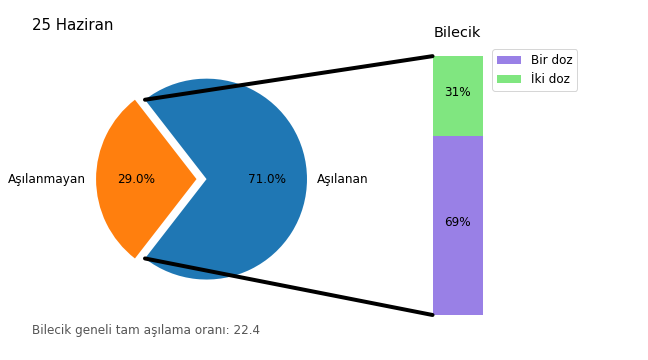 25 Haziran
Bilecik
Bir doz
İki doz
31%
Aşılanmayan
29.0%
71.0%
Aşılanan
69%
Bilecik geneli tam aşılama oranı: 22.4